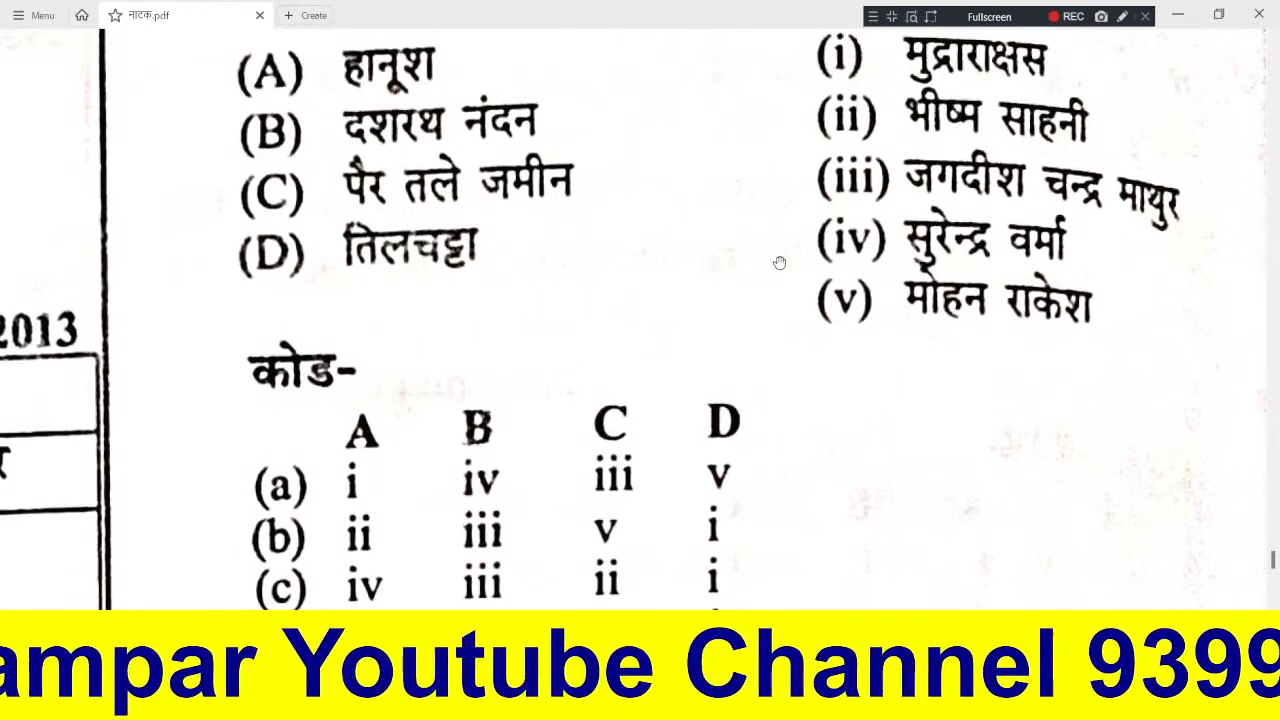 Menu नाटक.pdf Create Fullscreen REC
(A) हानूश (i) मुद्राराक्षस
(B) दशरथ नंदन (ii) भीष्म साहनी
(C) पैर तले जमीन (iii) जगदीश चन्द्र माथुर
(D) तिलचट्टा (iv) सुरेन्द्र वर्मा
(v) मोहन राकेश
2013
कोड-
A B C D
(a) i iv iii v
(b) ii iii v i
(c) iv iii ii i
ampar Youtube Channel 9399